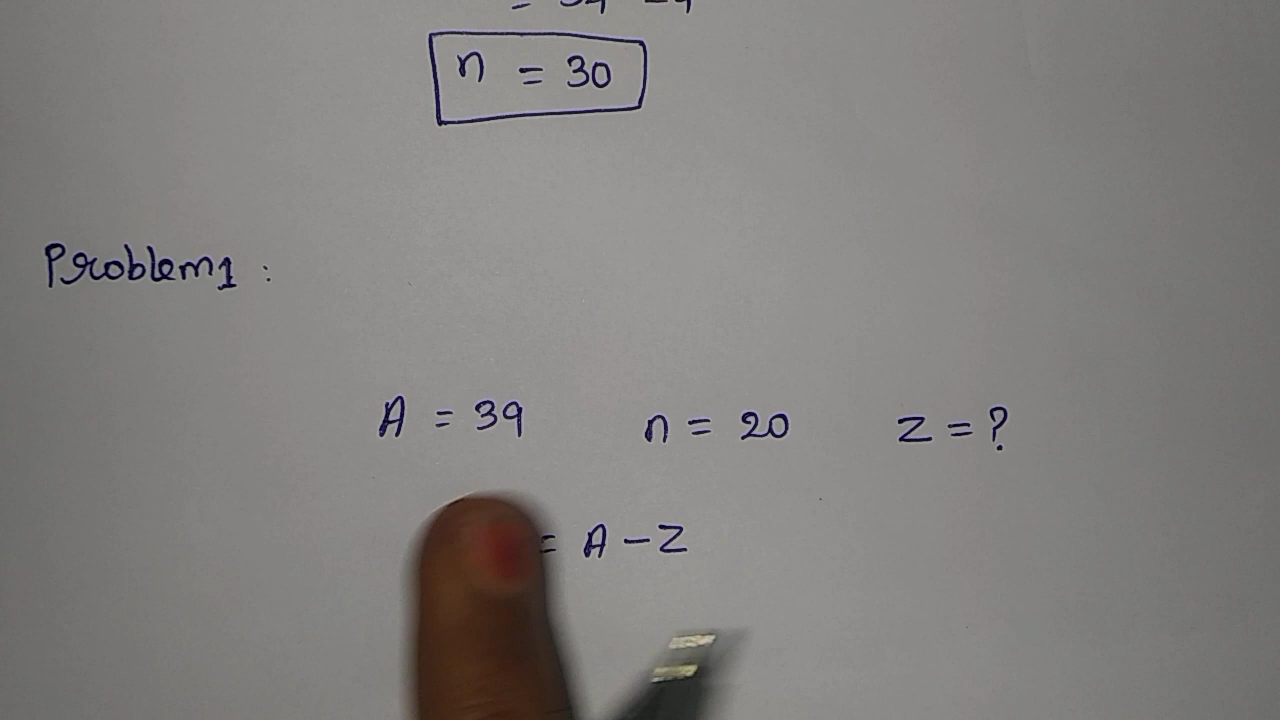 n = 30
Problem1 :
A = 39 n = 20 Z = ?
= A - Z